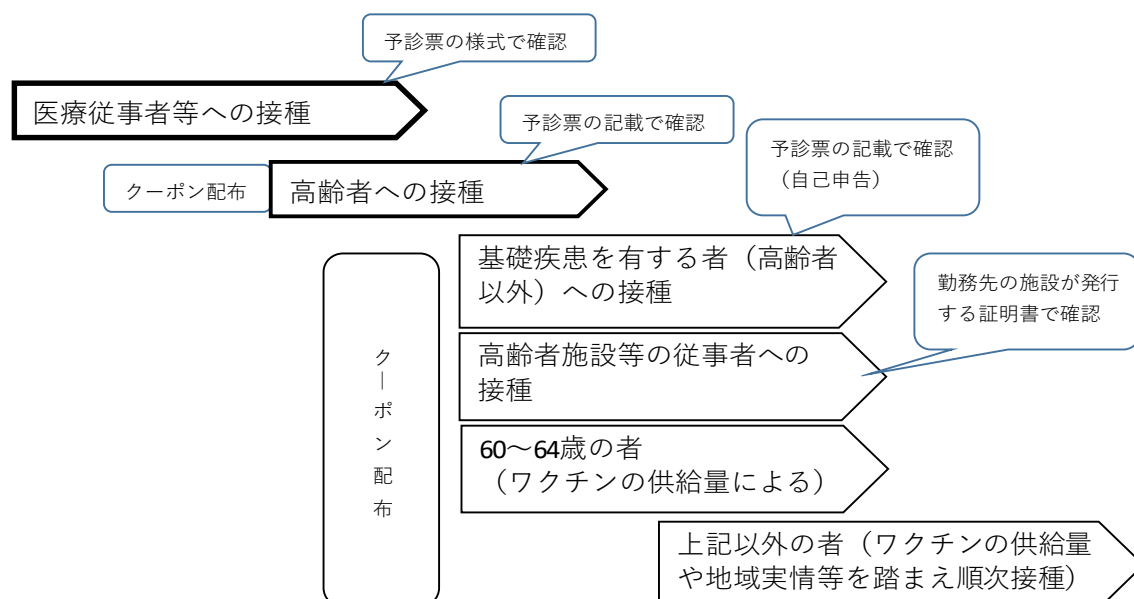 予診票の様式で確認
医療従事者等への接種
予診票の記載で確認
クーポン配布
高齢者への接種
予診票の記載で確認
（自己申告）
基礎疾患を有する者（高齢者
以外）への接種
勤務先の施設が発行
する証明書で確認
クーポン配布
高齢者施設等の従事者への
接種
60～64歳の者
（ワクチンの供給量による）
上記以外の者（ワクチンの供給量
や地域実情等を踏まえ順次接種）